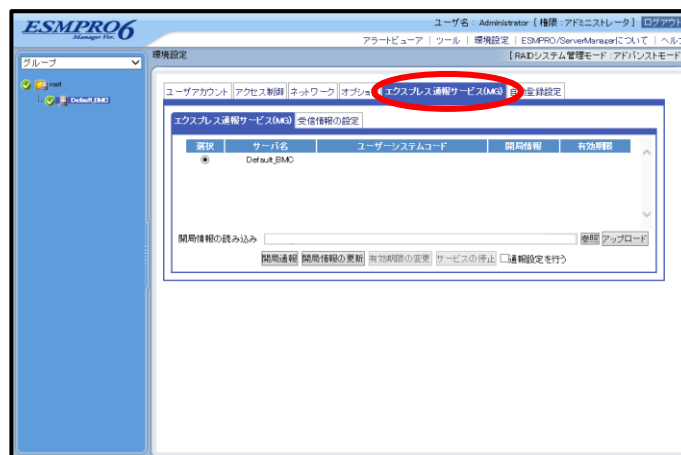 ESMPRO6
Manager Ver.
ユーザ名 : Administrator [ 権限 : アドミニストレータ ] ログアウト
アラートビューア | ツール | 環境設定 | ESMPRO/ServerManagerについて | ヘルプ
グループ
環境設定
[ RAIDシステム管理モード : アドバンストモード
root
Default_BMC
ユーザアカウント アクセス制御 ネットワーク オプション エクスプレス通報サービス(MG) 自動登録設定
エクスプレス通報サービス(MG) 受信情報の設定
選択 サーバ名 ユーザーシステムコード 開局情報 有効期限
Default_BMC
開局情報の読み込み 参照 アップロード
開局通報 開局情報の更新 有効期限の変更 サービスの停止 通報設定を行う